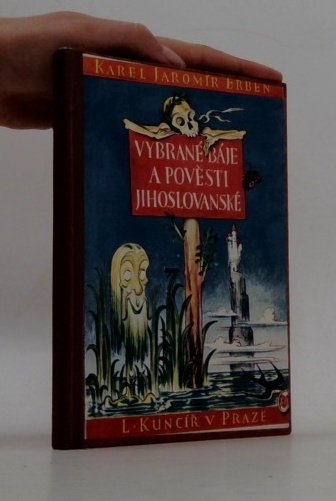 KAREL JAROMÍR ERBEN
VYBRANÉ BÁJE
A POVĚSTI
JIHOSLOVANSKÉ
L. KUNCÍŘ V PRAZE